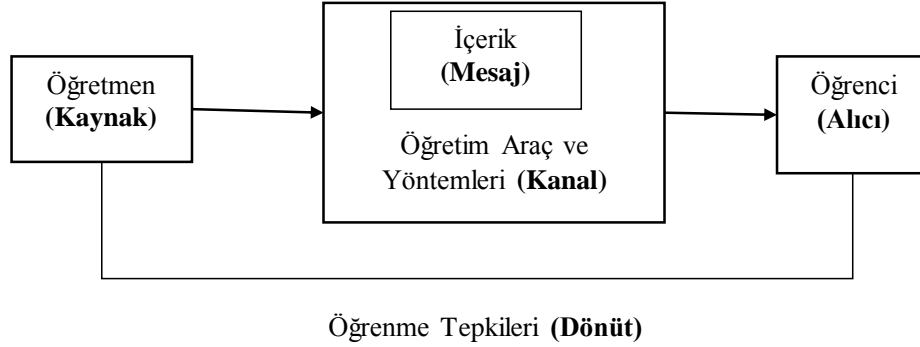 İçerik
(Mesaj)
Öğretmen
(Kaynak)
Öğrenci
(Alıcı)
Öğretim Araç ve
Yöntemleri (Kanal)
Öğrenme Tepkileri (Dönüt)